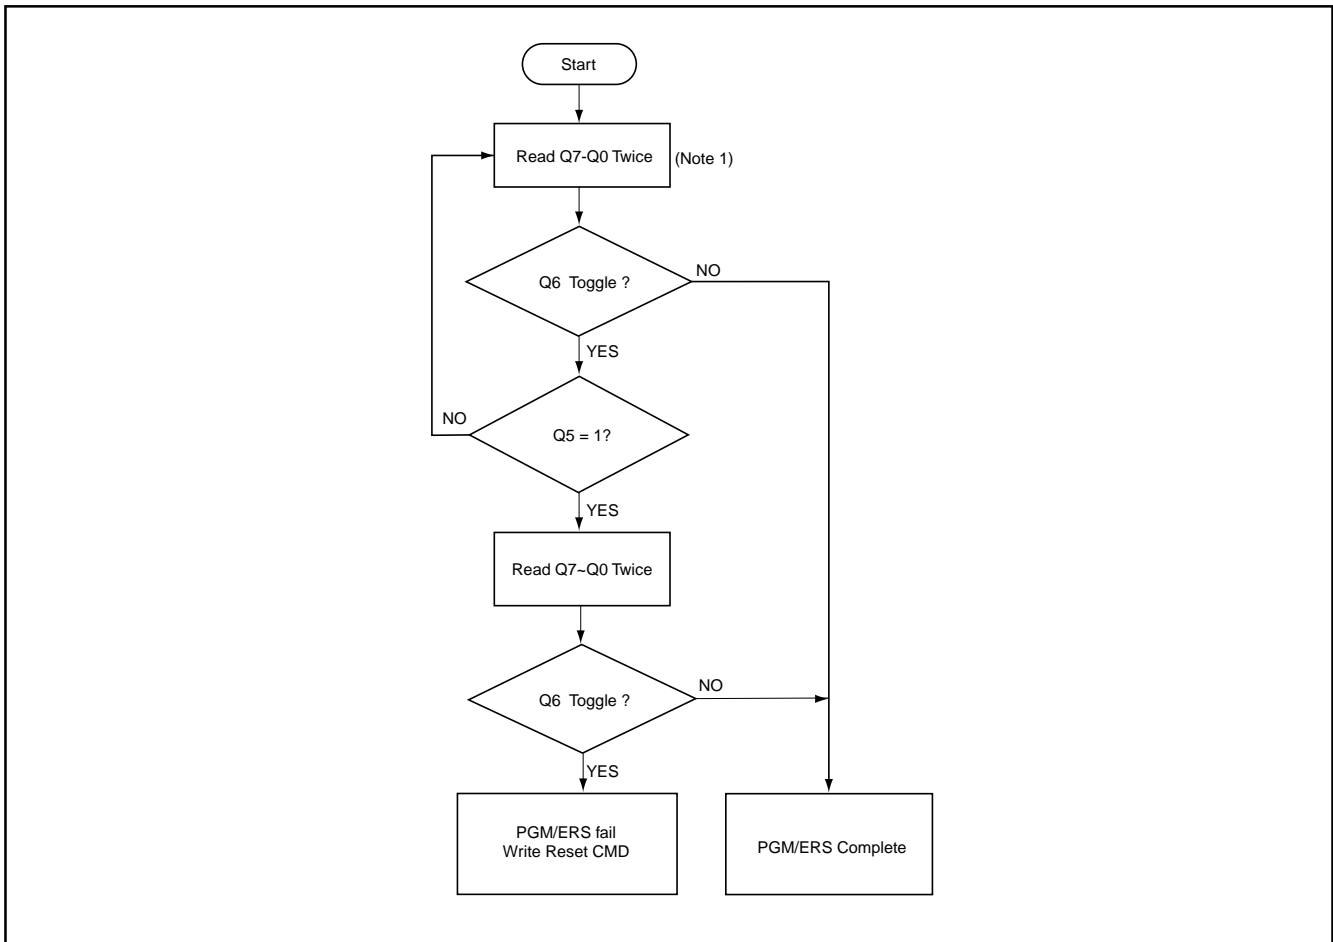 Start
Read Q7-Q0 Twice
(Note 1)
Q6 Toggle ?
NO
YES
NO
Q5 = 1?
YES
Read Q7~Q0 Twice
Q6 Toggle ?
NO
YES
PGM/ERS fail
Write Reset CMD
PGM/ERS Complete